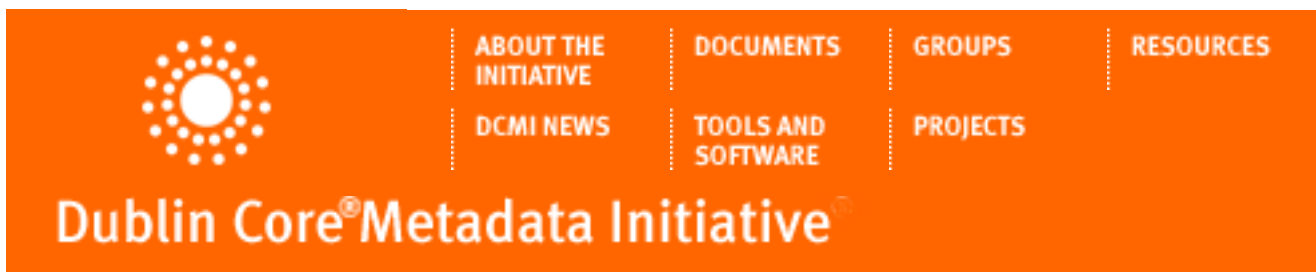 ABOUT THE
INITIATIVE
DOCUMENTS
GROUPS
RESOURCES
DCMI NEWS
TOOLS AND
SOFTWARE
PROJECTS
Dublin Core®Metadata Initiative®